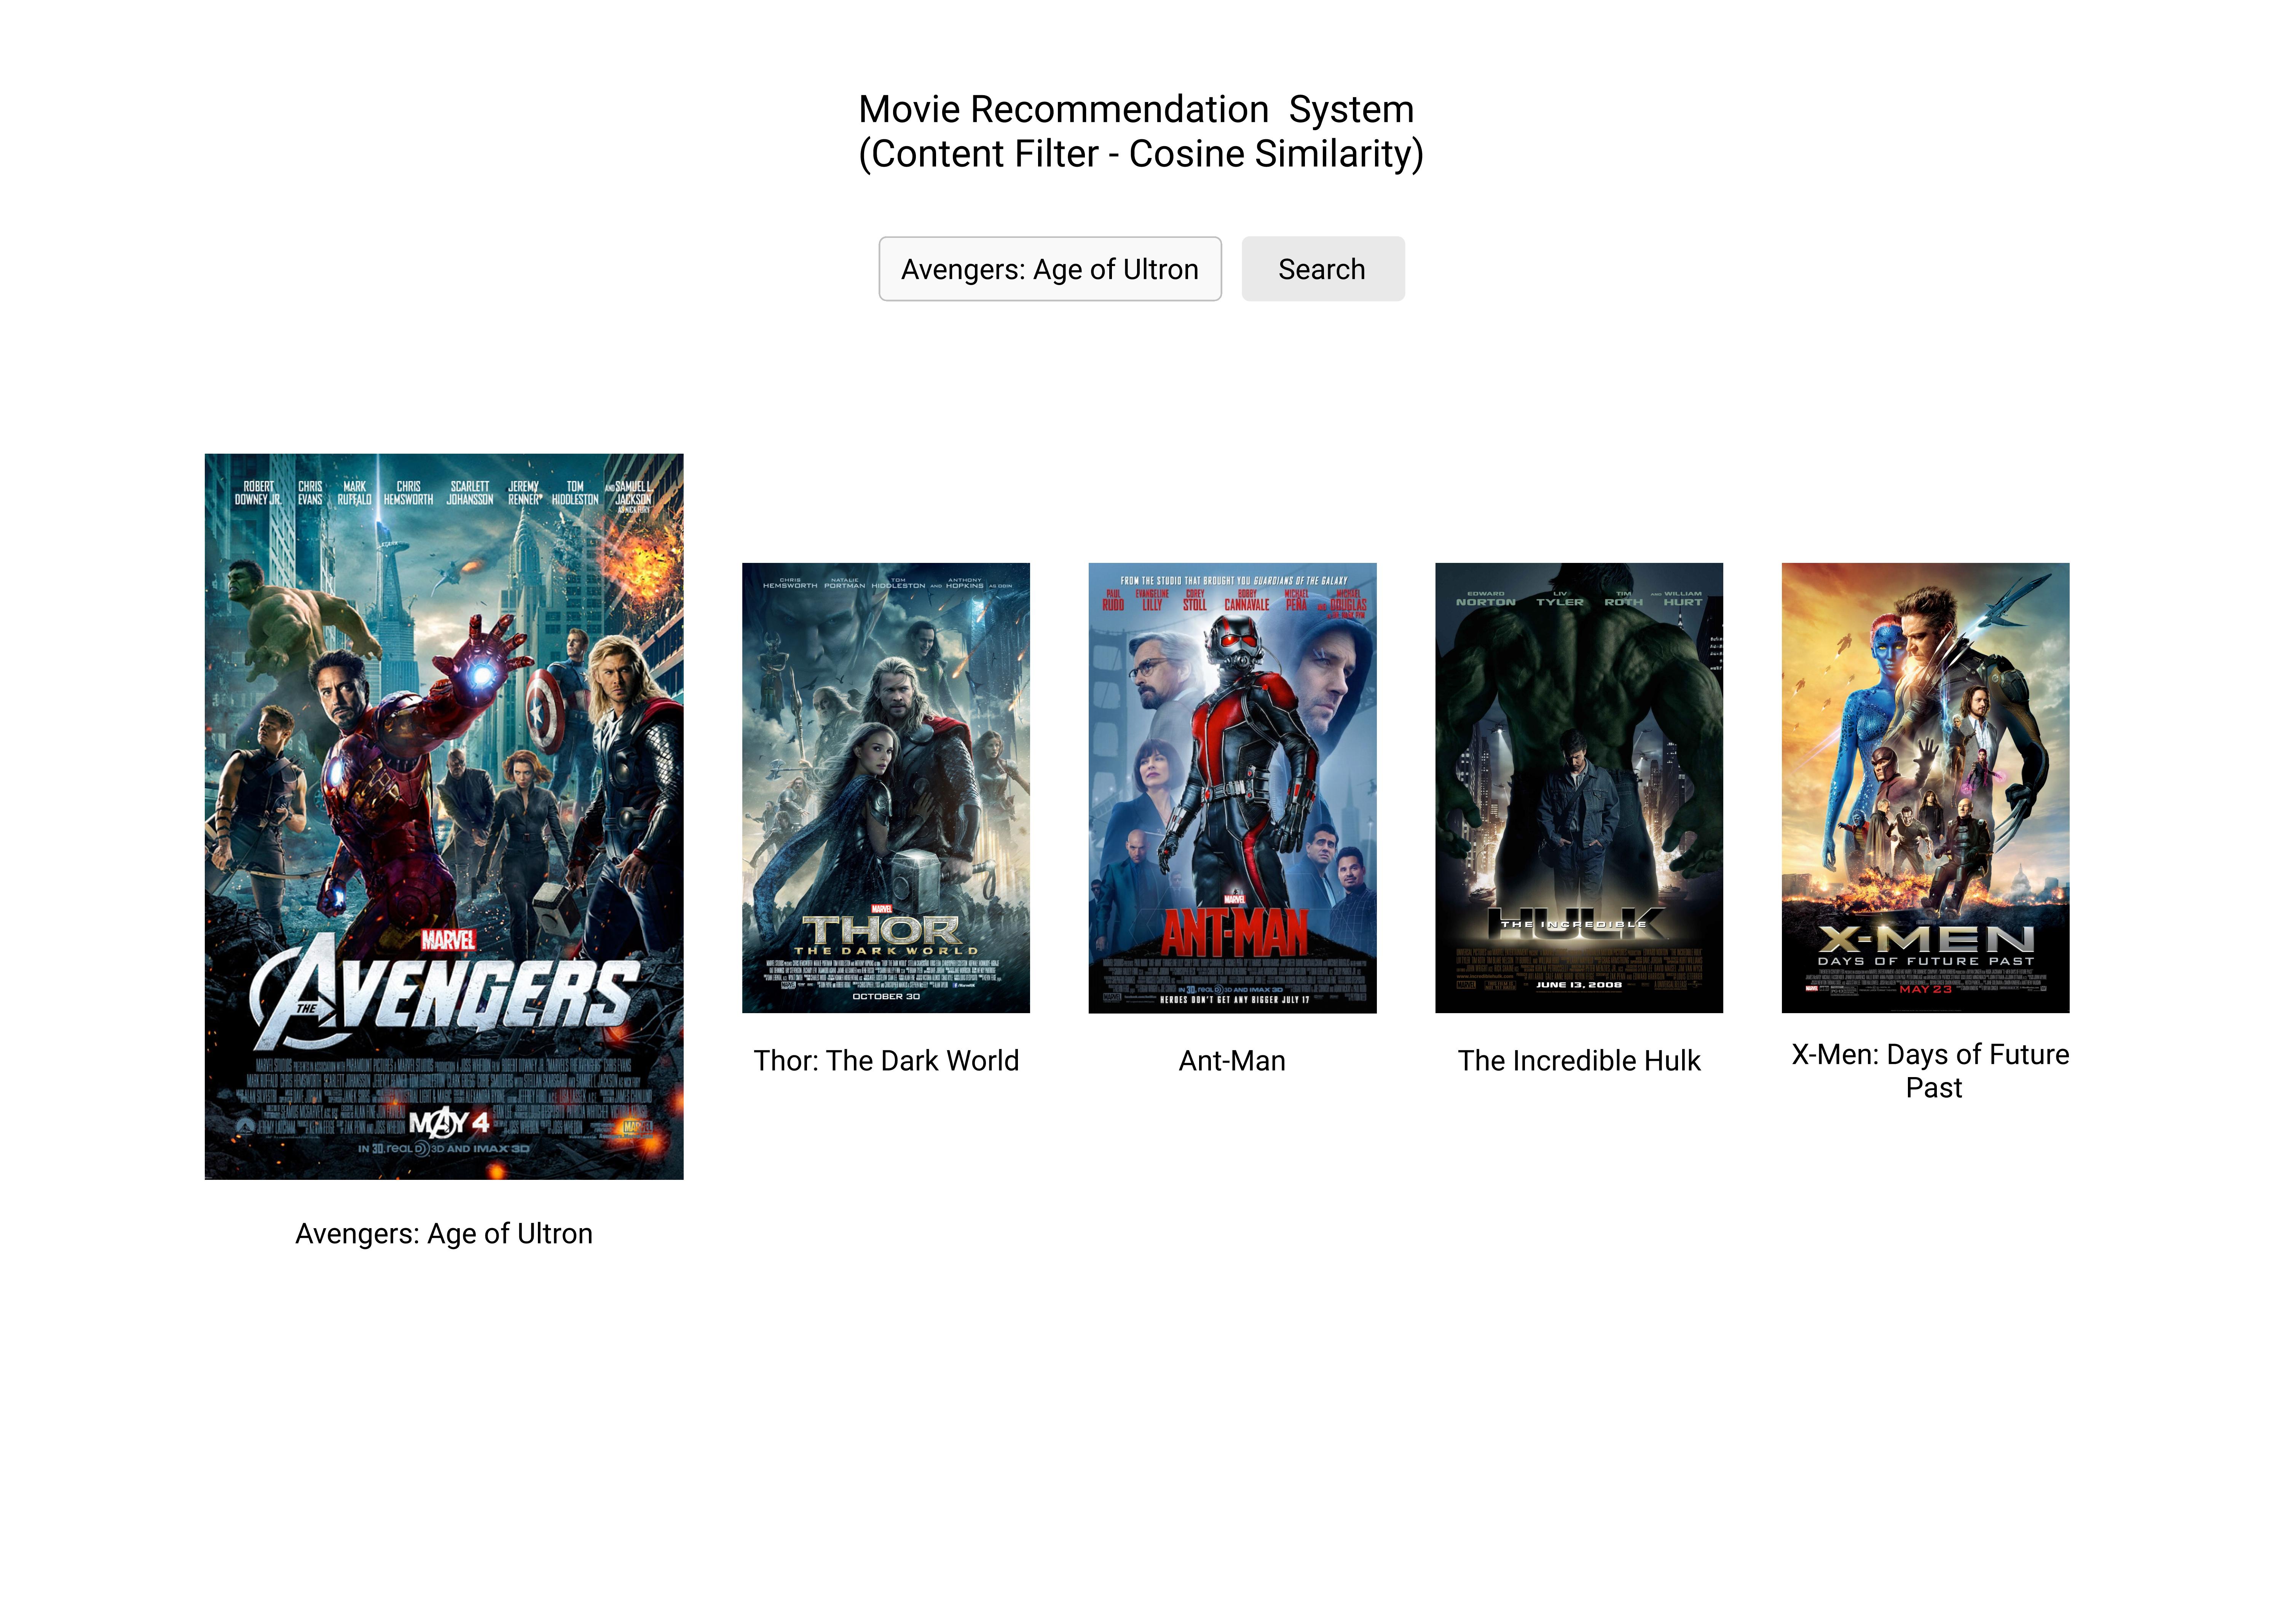 Movie Recommendation  System
(Content Filter - Cosine Similarity)
Avengers: Age of Ultron
Search
ROBERT DOWNEY JR.
CHRIS EVANS
MARK RUFFALO
CHRIS HEMSWORTH
SCARLETT JOHANSSON
JEREMY RENNER
TOM HIDDLESTON
AND SAMUEL L. JACKSON
AS NICK FURY
MARVEL
THE AVENGERS
MAY 4
IN 3D, REAL D 3D AND IMAX 3D
Avengers: Age of Ultron
CHRIS HEMSWORTH
NATALIE PORTMAN
TOM HIDDLESTON
AND ANTHONY HOPKINS AS ODIN
MARVEL
THOR
THE DARK WORLD
OCTOBER 30
Thor: The Dark World
FROM THE STUDIO THAT BROUGHT YOU GUARDIANS OF THE GALAXY
PAUL RUDD
EVANGELINE LILLY
COREY STOLL
BOBBY CANNAVALE
MICHAEL PEÑA
MICHAEL DOUGLAS
MARVEL
ANT-MAN
IN 3D, REAL D 3D AND IMAX 3D
HEROES DON'T GET ANY BIGGER JULY 17
Ant-Man
EDWARD NORTON
LIV TYLER
TIM ROTH
AND WILLIAM HURT
THE INCREDIBLE
HULK
JUNE 13, 2008
The Incredible Hulk
X-MEN
DAYS OF FUTURE PAST
MAY 23
X-Men: Days of Future
Past